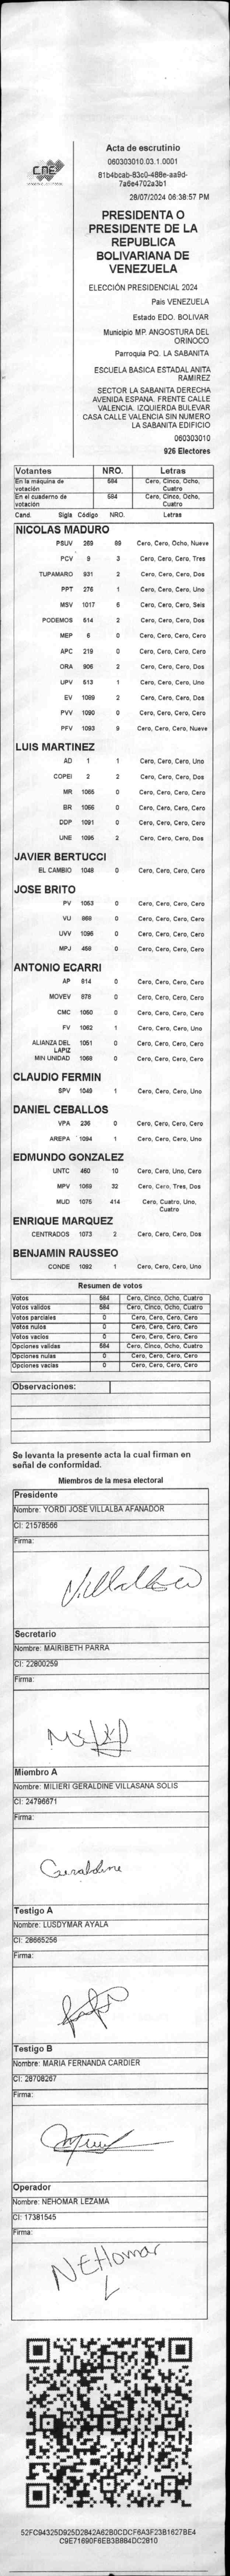 CNE
Acta de escrutinio
060303010.03.1.0001
81b4bcab-83c0-488e-aa9d-
7a6e4702a3b1
28/07/2024 06:38:57 PM
PRESIDENTA O
PRESIDENTE DE LA
REPUBLICA
BOLIVARIANA DE
VENEZUELA
ELECCIÓN PRESIDENCIAL 2024
País VENEZUELA
Estado EDO. BOLIVAR
Municipio MP. ANGOSTURA DEL
ORINOCO
Parroquia PQ. LA SABANITA
ESCUELA BASICA ESTADAL ANITA
RAMIREZ
SECTOR LA SABANITA DERECHA
AVENIDA ESPANA. FRENTE CALLE
VALENCIA. IZQUIERDA BULEVAR
CASA CALLE VALENCIA SIN NUMERO
LA SABANITA EDIFICIO
060303010
926 Electores
Votantes NRO. Letras
En la máquina de votación 584 Cero, Cinco, Ocho, Cuatro
En el cuaderno de votación 584 Cero, Cinco, Ocho, Cuatro
Cand. Sigla Código NRO. Letras
NICOLAS MADURO
PSUV 269 89 Cero, Cero, Ocho, Nueve
PCV 9 3 Cero, Cero, Cero, Tres
TUPAMARO 931 2 Cero, Cero, Cero, Dos
PPT 276 1 Cero, Cero, Cero, Uno
MSV 1017 6 Cero, Cero, Cero, Seis
PODEMOS 514 2 Cero, Cero, Cero, Dos
MEP 6 0 Cero, Cero, Cero, Cero
APC 219 0 Cero, Cero, Cero, Cero
ORA 906 2 Cero, Cero, Cero, Dos
UPV 513 1 Cero, Cero, Cero, Uno
EV 1089 2 Cero, Cero, Cero, Dos
PVV 1090 0 Cero, Cero, Cero, Cero
PFV 1093 9 Cero, Cero, Cero, Nueve
LUIS MARTINEZ
AD 1 1 Cero, Cero, Cero, Uno
COPEI 2 2 Cero, Cero, Cero, Dos
MR 1065 0 Cero, Cero, Cero, Cero
BR 1066 0 Cero, Cero, Cero, Cero
DDP 1091 0 Cero, Cero, Cero, Cero
UNE 1095 2 Cero, Cero, Cero, Dos
JAVIER BERTUCCI
EL CAMBIO 1048 0 Cero, Cero, Cero, Cero
JOSE BRITO
PV 1053 0 Cero, Cero, Cero, Cero
VU 868 0 Cero, Cero, Cero, Cero
UVV 1096 0 Cero, Cero, Cero, Cero
MPJ 458 0 Cero, Cero, Cero, Cero
ANTONIO ECARRI
AP 914 0 Cero, Cero, Cero, Cero
MOVEV 878 0 Cero, Cero, Cero, Cero
CMC 1050 0 Cero, Cero, Cero, Cero
FV 1062 1 Cero, Cero, Cero, Uno
ALIANZA DEL LAPIZ 1051 0 Cero, Cero, Cero, Cero
MIN UNIDAD 1068 0 Cero, Cero, Cero, Cero
CLAUDIO FERMIN
SPV 1049 1 Cero, Cero, Cero, Uno
DANIEL CEBALLOS
VPA 236 0 Cero, Cero, Cero, Cero
AREPA 1094 1 Cero, Cero, Cero, Uno
EDMUNDO GONZALEZ
UNTC 460 10 Cero, Cero, Uno, Cero
MPV 1069 32 Cero, Cero, Tres, Dos
MUD 1075 414 Cero, Cuatro, Uno, Cuatro
ENRIQUE MARQUEZ
CENTRADOS 1073 2 Cero, Cero, Cero, Dos
BENJAMIN RAUSSEO
CONDE 1092 1 Cero, Cero, Cero, Uno
Resumen de votos
Votos 584 Cero, Cinco, Ocho, Cuatro
Votos validos 584 Cero, Cinco, Ocho, Cuatro
Votos parciales 0 Cero, Cero, Cero, Cero
Votos nulos 0 Cero, Cero, Cero, Cero
Votos vacios 0 Cero, Cero, Cero, Cero
Opciones validas 584 Cero, Cinco, Ocho, Cuatro
Opciones nulas 0 Cero, Cero, Cero, Cero
Opciones vacias 0 Cero, Cero, Cero, Cero
Observaciones:
Se levanta la presente acta la cual firman en
señal de conformidad.
Miembros de la mesa electoral
Presidente
Nombre: YORDI JOSE VILLALBA AFANADOR
CI: 21578566
Firma:
Villalba
Secretario
Nombre: MAIRIBETH PARRA
CI: 22800259
Firma:
Miembro A
Nombre: MILIERI GERALDINE VILLASANA SOLIS
CI: 24796671
Firma:
Geraldine
Testigo A
Nombre: LUSDYMAR AYALA
CI: 28665256
Firma:
Testigo B
Nombre: MARIA FERNANDA CARDIER
CI: 28708267
Firma:
Operador
Nombre: NEHOMAR LEZAMA
CI: 17381545
Firma:
NEHomar
L
52FC94325D925D2842A62B0CDCF6A3F23B1627BE4
C9E71690F6EB3B884DC2810